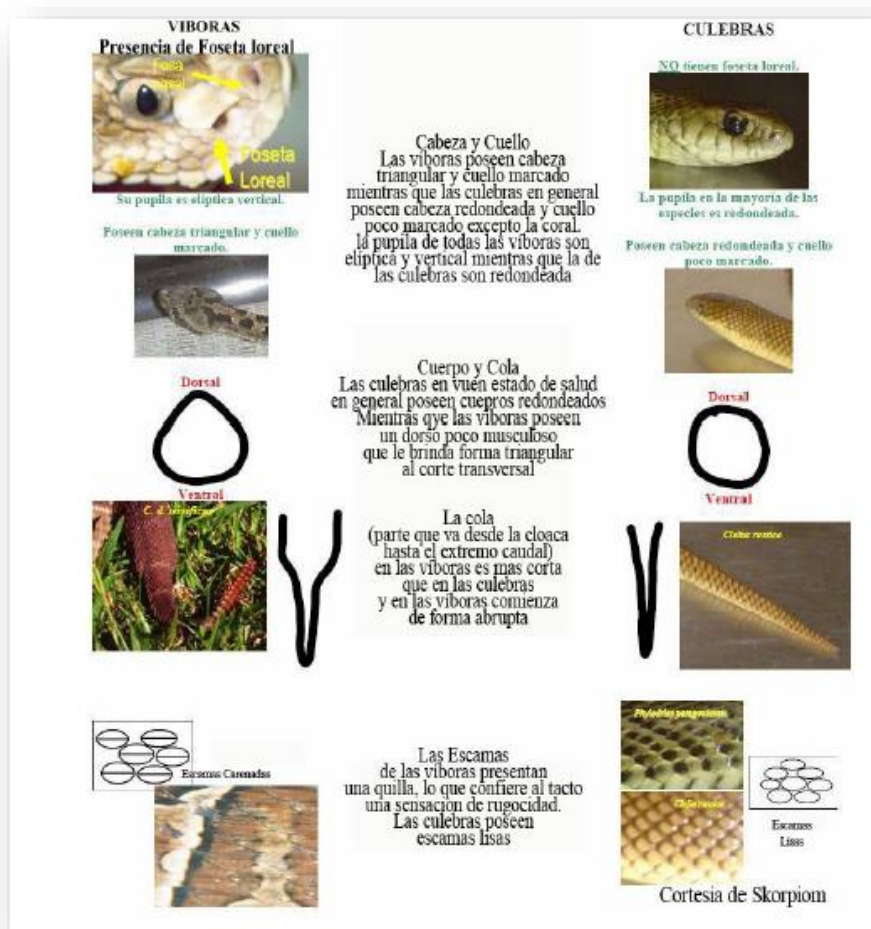 VIBORAS
Presencia de Foseta loreal
Fosa
Foseta
Loreal
Su pupila es elíptica vertical.
Poseen cabeza triangular y cuello
marcado.
Dorsal
Ventral
Escamas Carenadas
Cabeza y Cuello
Las víboras poseen cabeza
triangular y cuello marcado
mientras que las culebras en general
poseen cabeza redondeada y cuello
poco marcado excepto la coral.
la pupila de todas las víboras son
elíptica y vertical mientras que la de
las culebras son redondeada
Cuerpo y Cola
Las culebras en vuen estado de salud
en general poseen cuepros redondeados
Mientras qye las víboras poseen
un dorso poco musculoso
que le brinda forma triangular
al corte transversal
La cola
(parte que va desde la cloaca
hasta el extremo caudal)
en las víboras es mas corta
que en las culebras
y en las víboras comienza
de forma abrupta
Las Escamas
de las víboras presentan
una quilla, lo que confiere al tacto
una sensacion de rugocidad.
Las culebras poseen
escamas lisas
CULEBRAS
NO tienen foseta loreal.
La pupila en la mayoría de las
especies es redondeada.
Poseen cabeza redondeada y cuello
poco marcado.
Dorsal
Ventral
Escamas
Lisas
Cortesia de Skorpiom